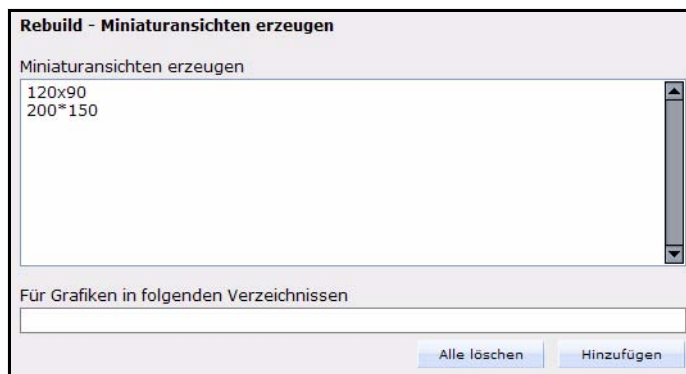 Rebuild - Miniaturansichten erzeugen
Miniaturansichten erzeugen
120x90
200*150
Für Grafiken in folgenden Verzeichnissen
Alle löschen Hinzufügen